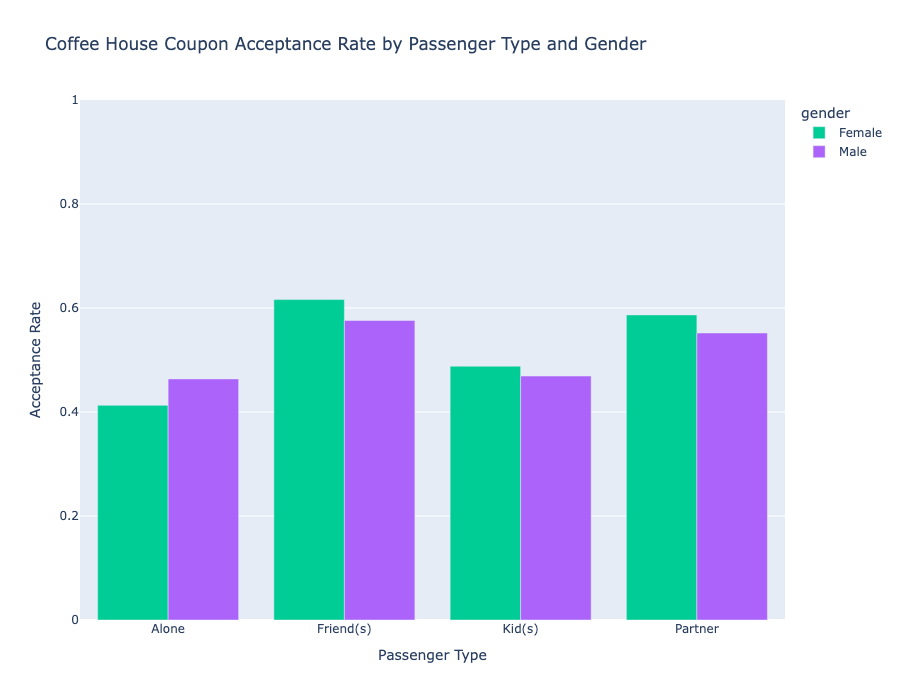 Coffee House Coupon Acceptance Rate by Passenger Type and Gender
gender
Female
Male
Acceptance Rate
1
0.8
0.6
0.4
0.2
0
Alone
Friend(s)
Kid(s)
Partner
Passenger Type